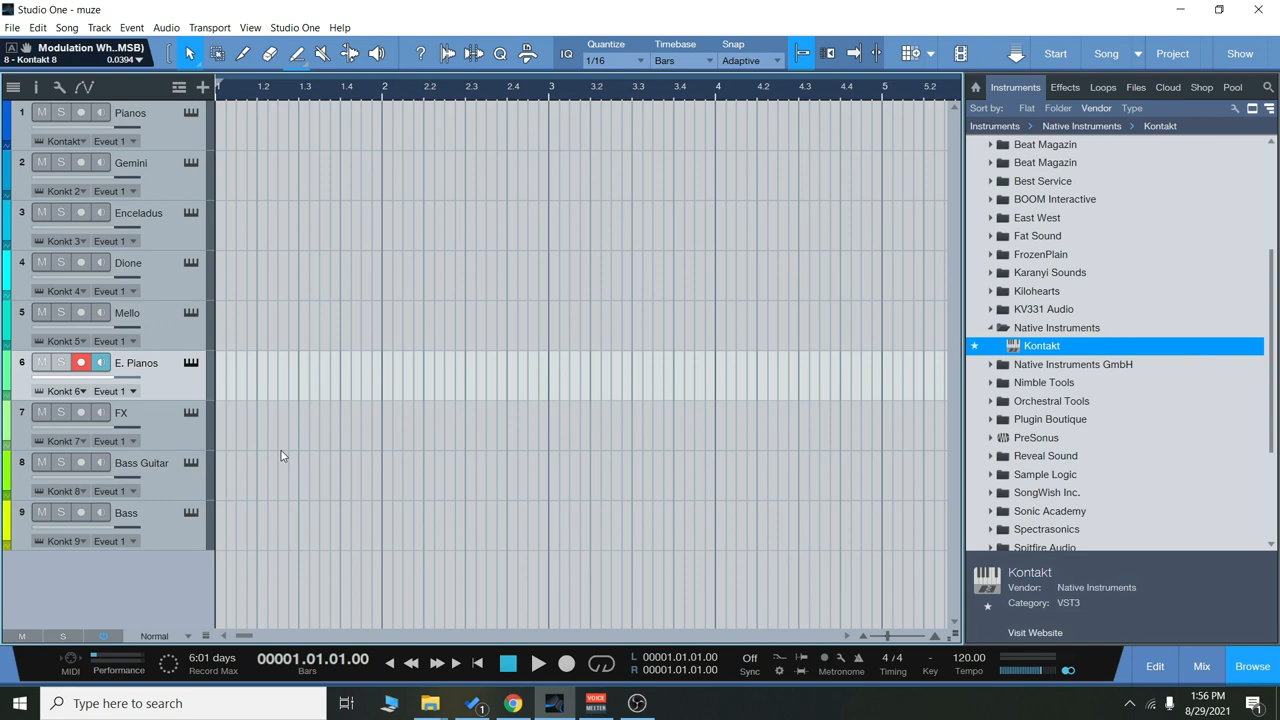 Studio One - muze
File Edit Song Track Event Audio Transport View Studio One Help
Modulation Wh..MSB)
8 - Kontakt 8 0.0394
IQ
Quantize
1/16
Timebase
Bars
Snap
Adaptive
Start Song Project Show
1 1.2 1.3 1.4 2 2.2 2.3 2.4 3 3.2 3.3 3.4 4 4.2 4.3 4.4 5 5.2
1 M S Pianos
Kontakt Eveut 1
2 M S Gemini
Konkt 2 Eveut 1
3 M S Enceladus
Konkt 3 Eveut 1
4 M S Dione
Konkt 4 Eveut 1
5 M S Mello
Konkt 5 Eveut 1
6 M S E. Pianos
Konkt 6 Eveut 1
7 M S FX
Konkt 7 Eveut 1
8 M S Bass Guitar
Konkt 8 Eveut 1
9 M S Bass
Konkt 9 Eveut 1
M S Normal
Instruments Effects Loops Files Cloud Shop Pool
Sort by: Flat Folder Vendor Type
Instruments Native Instruments Kontakt
Beat Magazin
Beat Magazin
Best Service
BOOM Interactive
East West
Fat Sound
FrozenPlain
Karanyi Sounds
Kilohearts
KV331 Audio
Native Instruments
Kontakt
Native Instruments GmbH
Nimble Tools
Orchestral Tools
Plugin Boutique
PreSonus
Reveal Sound
Sample Logic
SongWish Inc.
Sonic Academy
Spectrasonics
Spitfire Audio
Kontakt
Vendor: Native Instruments
Category: VST3
Visit Website
MIDI
Performance
6:01 days
Record Max
00001.01.01.00
Bars
L 00001.01.01.00
R 00001.01.01.00
Off
Sync
Metronome
4 / 4
Timing
-
Key
120.00
Tempo
Edit Mix Browse
Type here to search
1
VOICE
MEETER
1:56 PM
8/29/2021
1